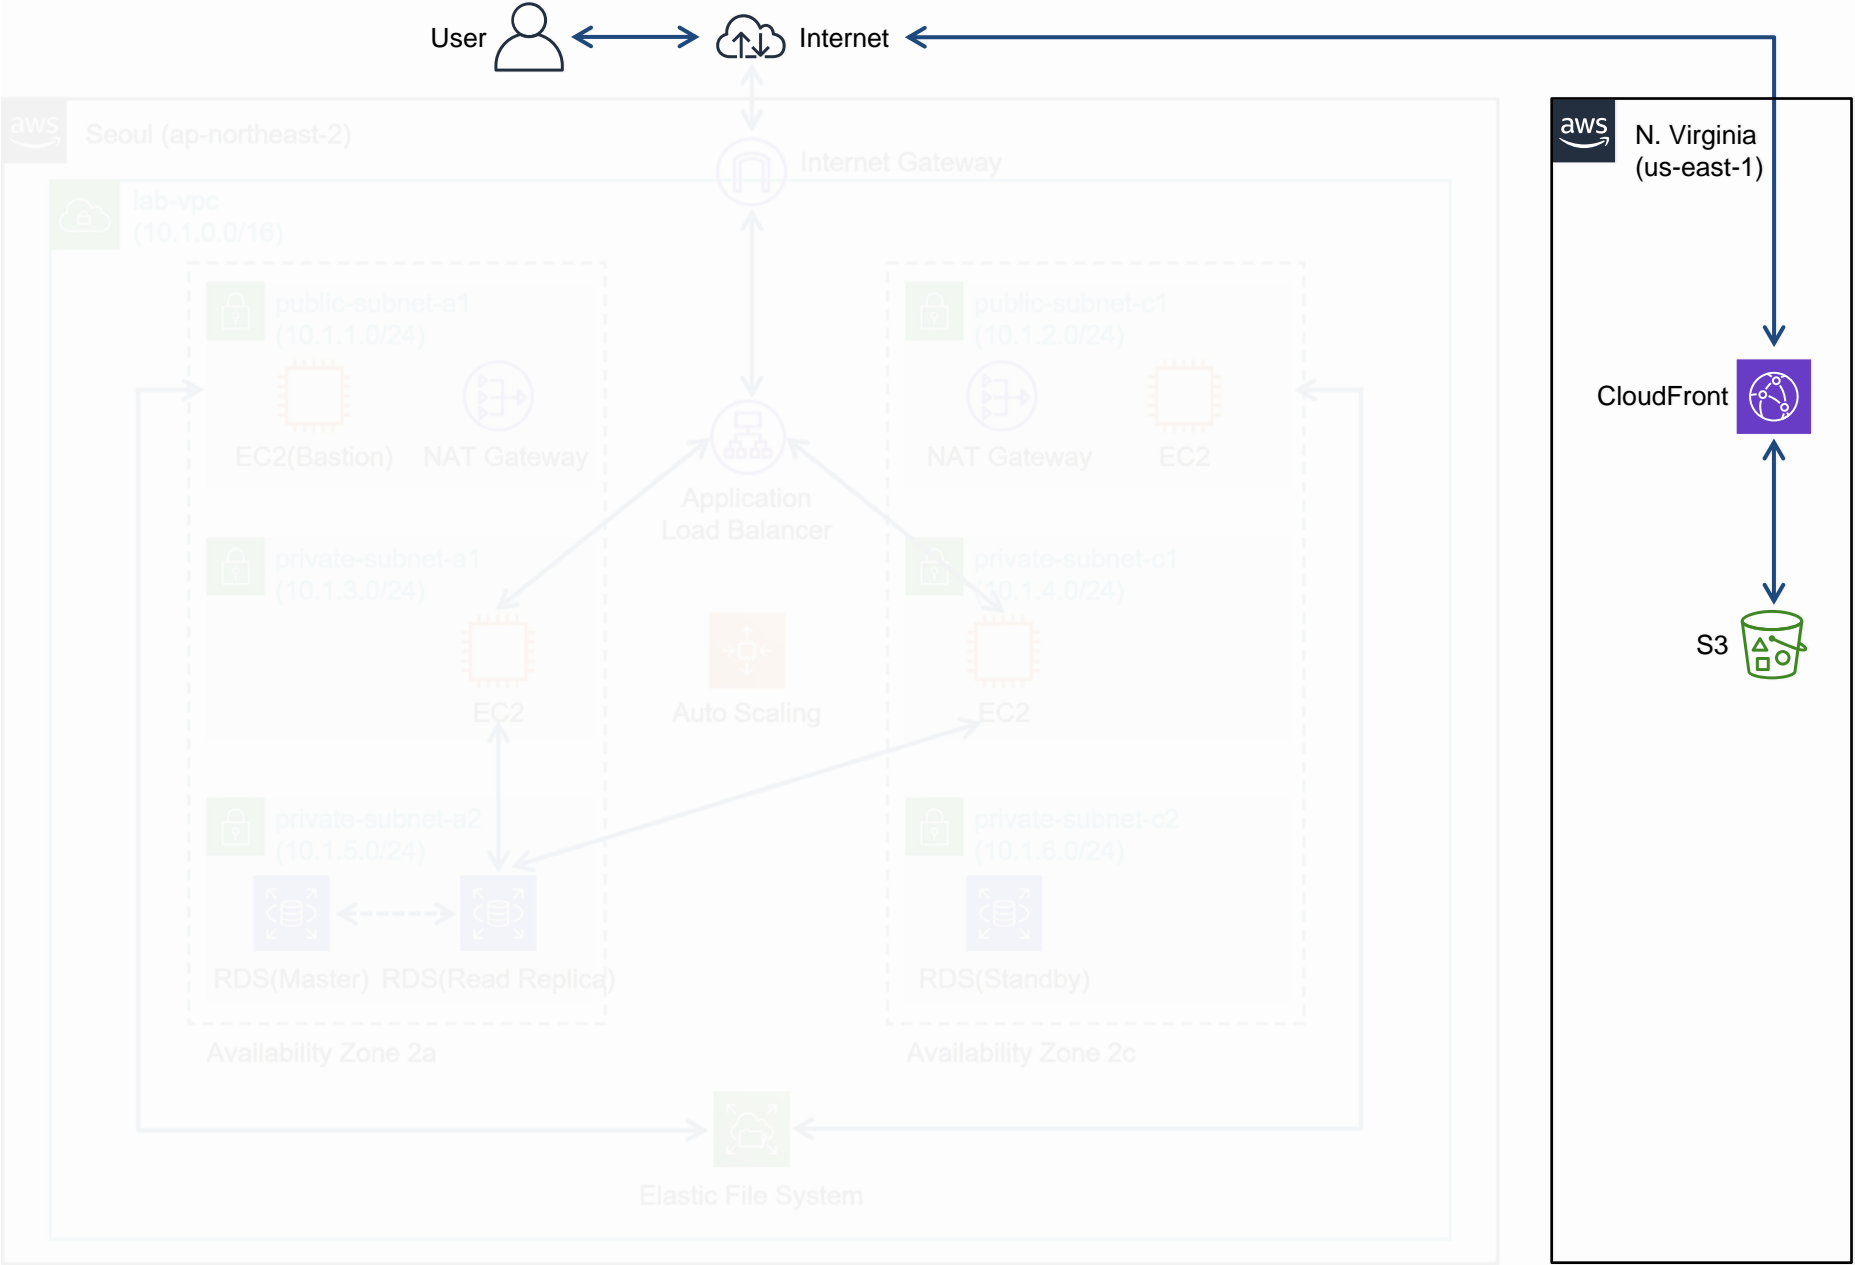 User
Internet
aws
Seoul (ap-northeast-2)
aws
N. Virginia
(us-east-1)
Internet Gateway
lab-vpc
(10.1.0.0/16)
public-subnet-a1
(10.1.1.0/24)
public-subnet-c1
(10.1.2.0/24)
CloudFront
EC2(Bastion)
NAT Gateway
NAT Gateway
EC2
Application
Load Balancer
private-subnet-a1
(10.1.3.0/24)
private-subnet-c1
(10.1.4.0/24)
S3
EC2
Auto Scaling
EC2
private-subnet-a2
(10.1.5.0/24)
private-subnet-c2
(10.1.6.0/24)
RDS(Master)
RDS(Read Replica)
RDS(Standby)
Availability Zone 2a
Availability Zone 2c
Elastic File System